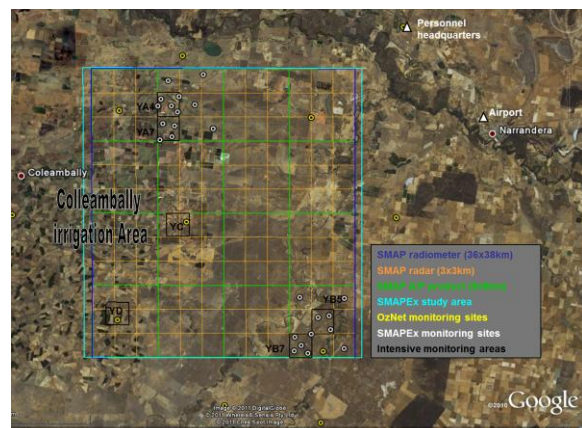 Personnel
headquarters
Airport
Narrandera
YA4
YA7
Coleambally
Colleambally
irrigation Area
YC
YD
YB5
YB7
SMAP radiometer (36x38km)
SMAP radar (3x3km)
SMAPEx study area
OzNet monitoring sites
SMAPEx monitoring sites
Intensive monitoring areas
©2010 Google